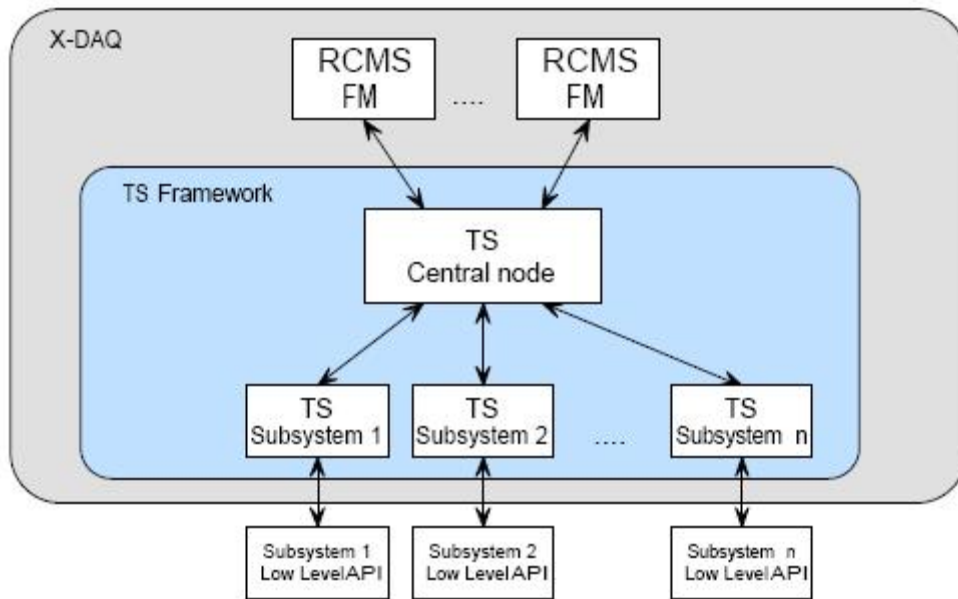 X-DAQ
RCMS
FM
....
RCMS
FM
TS Framework
TS
Central node
TS
Subsystem 1
TS
Subsystem 2
....
TS
Subsystem n
Subsystem 1
Low Level API
Subsystem 2
Low Level API
Subsystem n
Low Level API